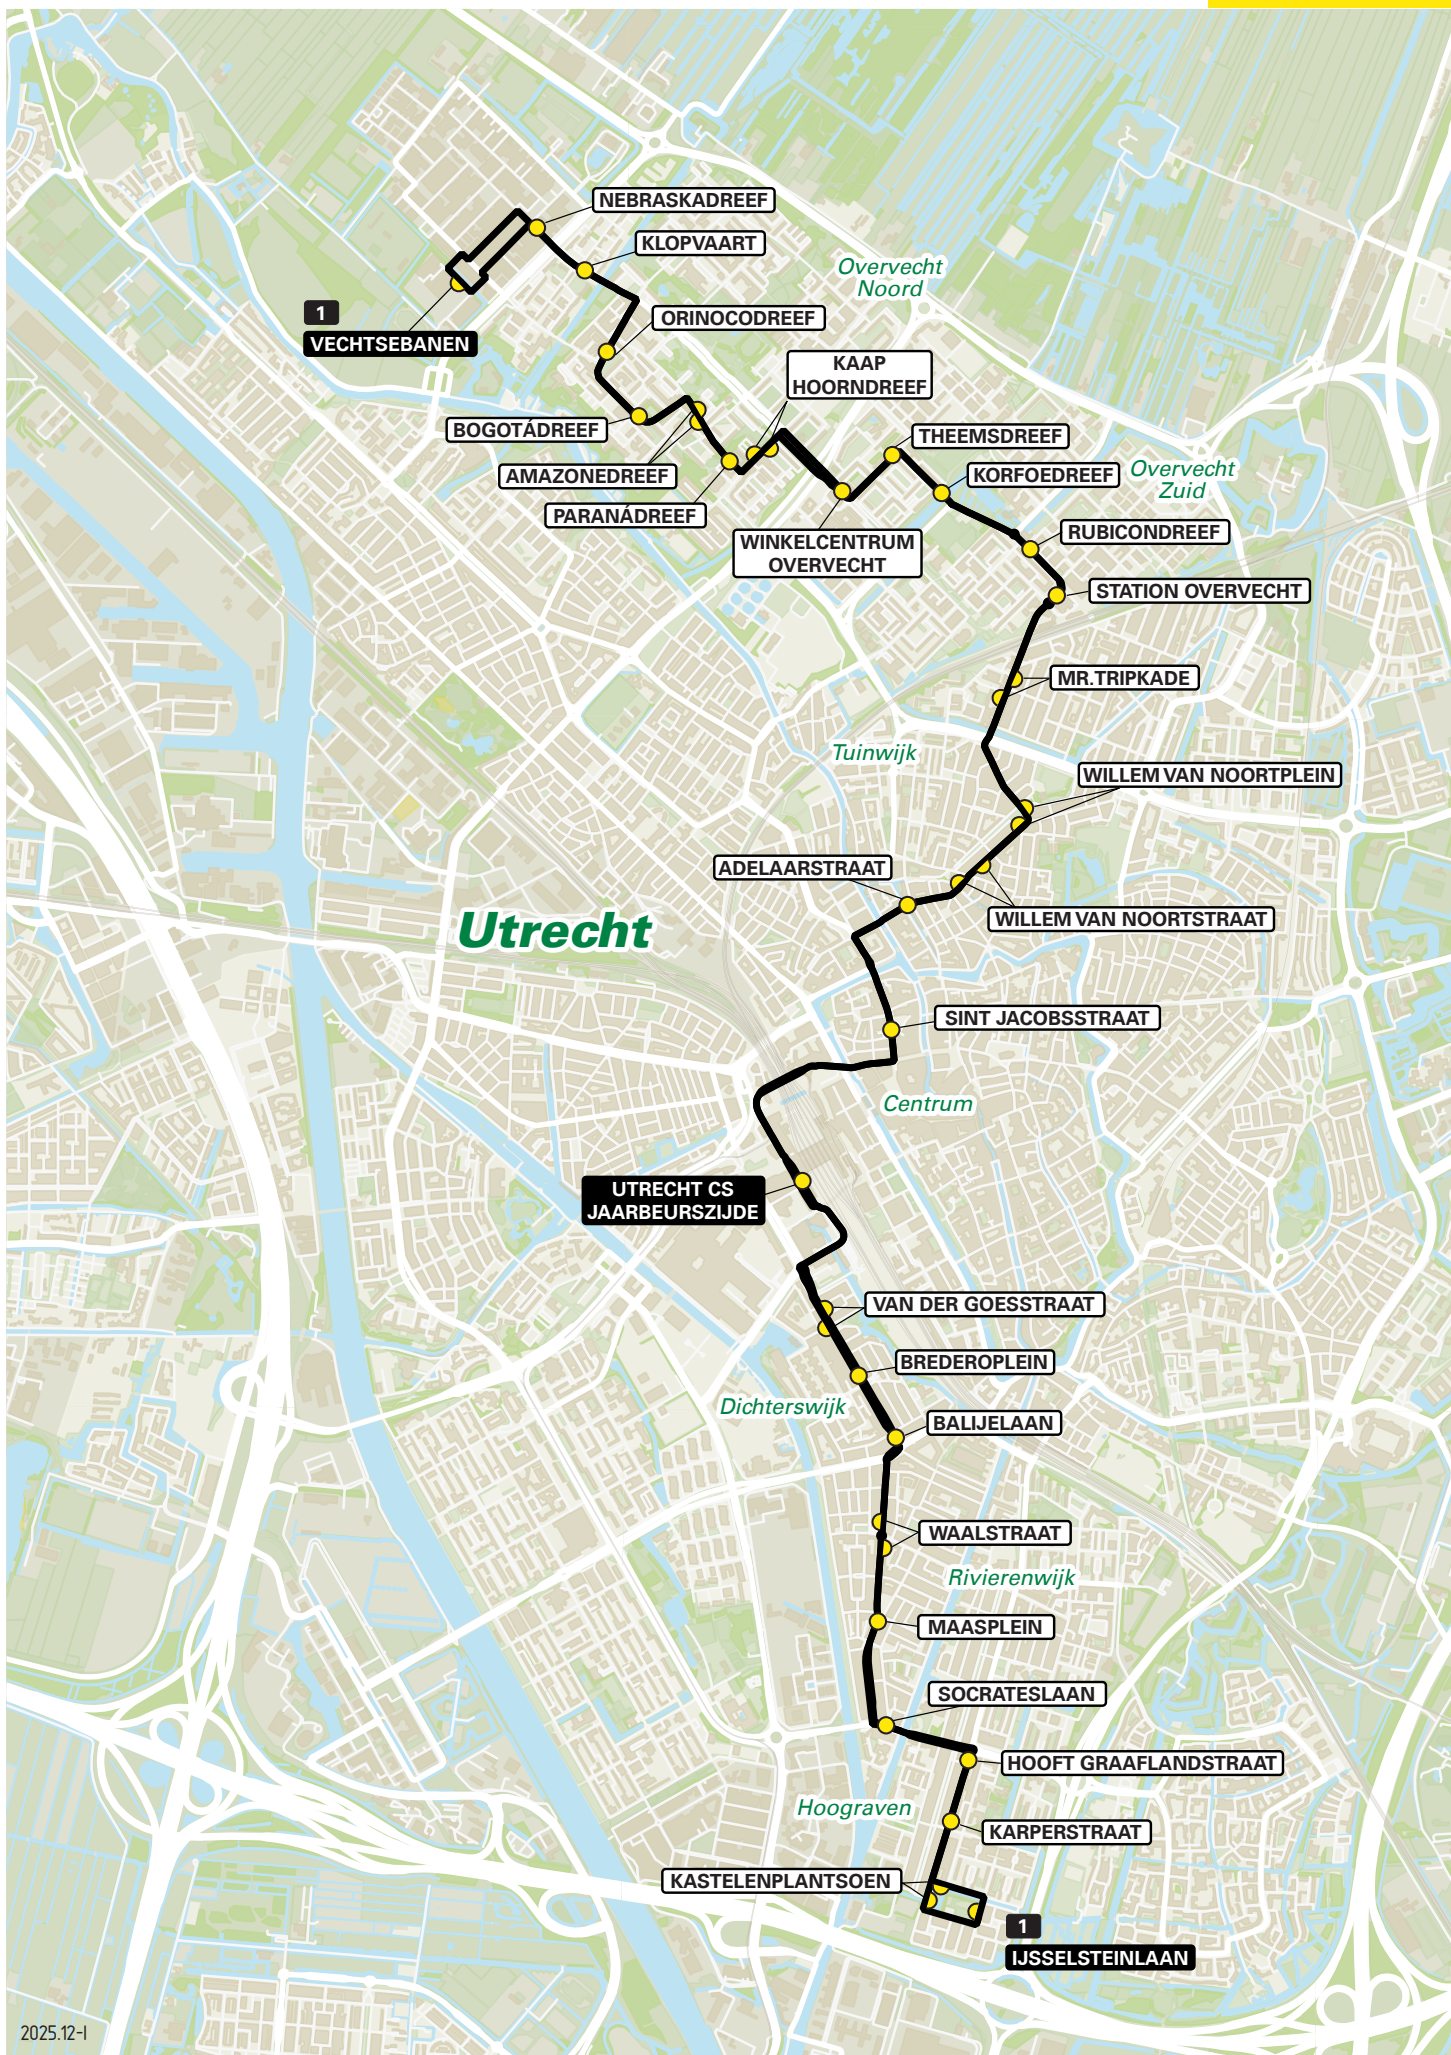 NEBRASKADREEF
KLOPVAART
Overvecht
Noord
1
VECHTSEBANEN
ORINOCODREEF
KAAP
HOORNDREEF
BOGOTÁDREEF
THEEMSDREEF
AMAZONEDREEF
KORFOEDREEF
Overvecht
Zuid
PARANÁDREEF
WINKELCENTRUM
OVERVECHT
RUBICONDREEF
STATION OVERVECHT
MR.TRIPKADE
Tuinwijk
WILLEM VAN NOORTPLEIN
ADELAARSTRAAT
WILLEM VAN NOORTSTRAAT
Utrecht
SINT JACOBSSTRAAT
Centrum
UTRECHT CS
JAARBEURSZIJDE
VAN DER GOESSTRAAT
BREDEROPLEIN
Dichterswijk
BALIJELAAN
WAALSTRAAT
Rivierenwijk
MAASPLEIN
SOCRATESLAAN
HOOFT GRAAFLANDSTRAAT
Hoograven
KARPERSTRAAT
KASTELENPLANTSOEN
1
IJSSELSTEINLAAN
2025.12-I